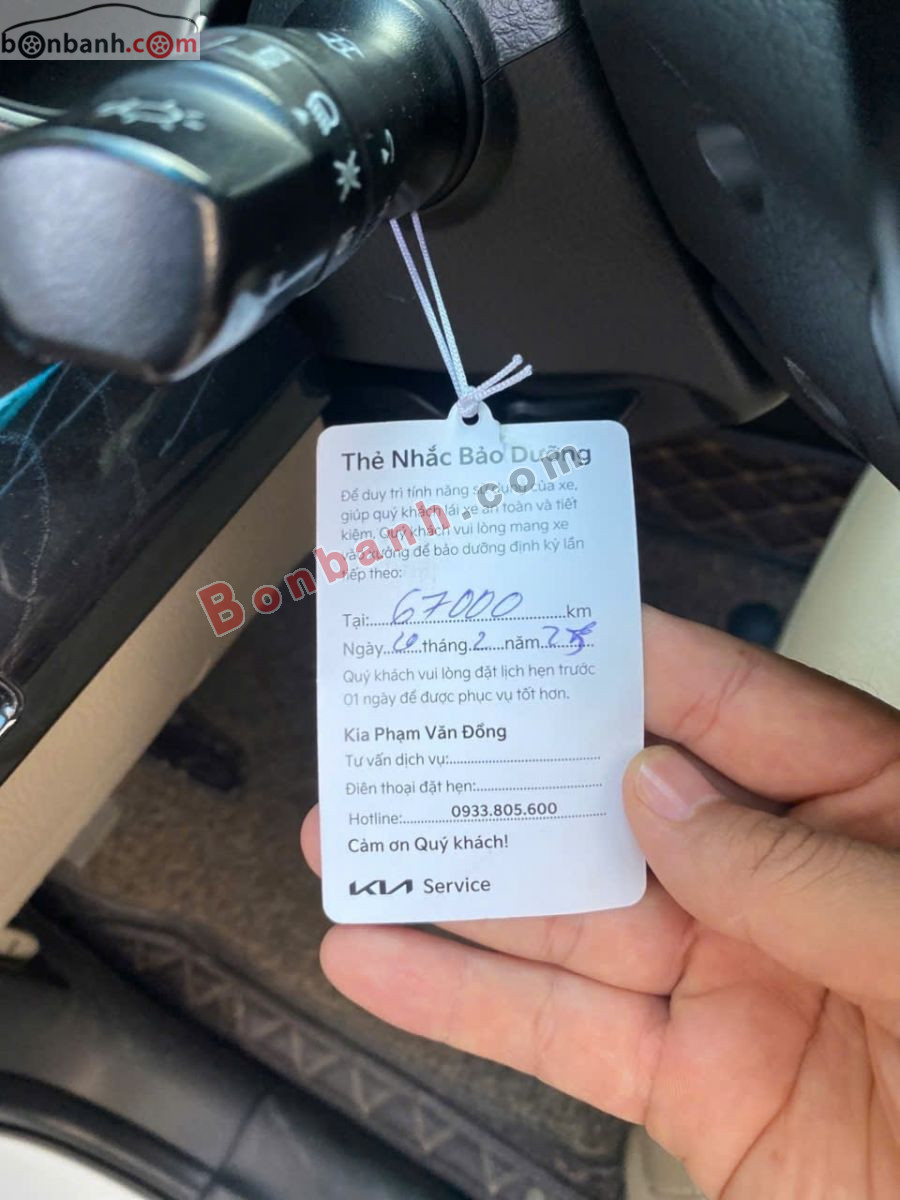 bonbanh.com
Thẻ Nhắc Bảo Dưỡng
Để duy trì tính năng sử dụng của xe,
giúp quý khách lái xe an toàn và tiết
kiệm, Quý khách vui lòng mang xe
vào xưởng để bảo dưỡng định kỳ lần
tiếp theo:
Bonbanh.com
Tại: 67000 km
Ngày tháng 2 năm
Quý khách vui lòng đặt lịch hẹn trước
01 ngày để được phục vụ tốt hơn.
Kia Phạm Văn Đồng
Tư vấn dịch vụ:
Điện thoại đặt hẹn:
Hotline: 0933.805.600
Cảm ơn Quý khách!
KIA Service